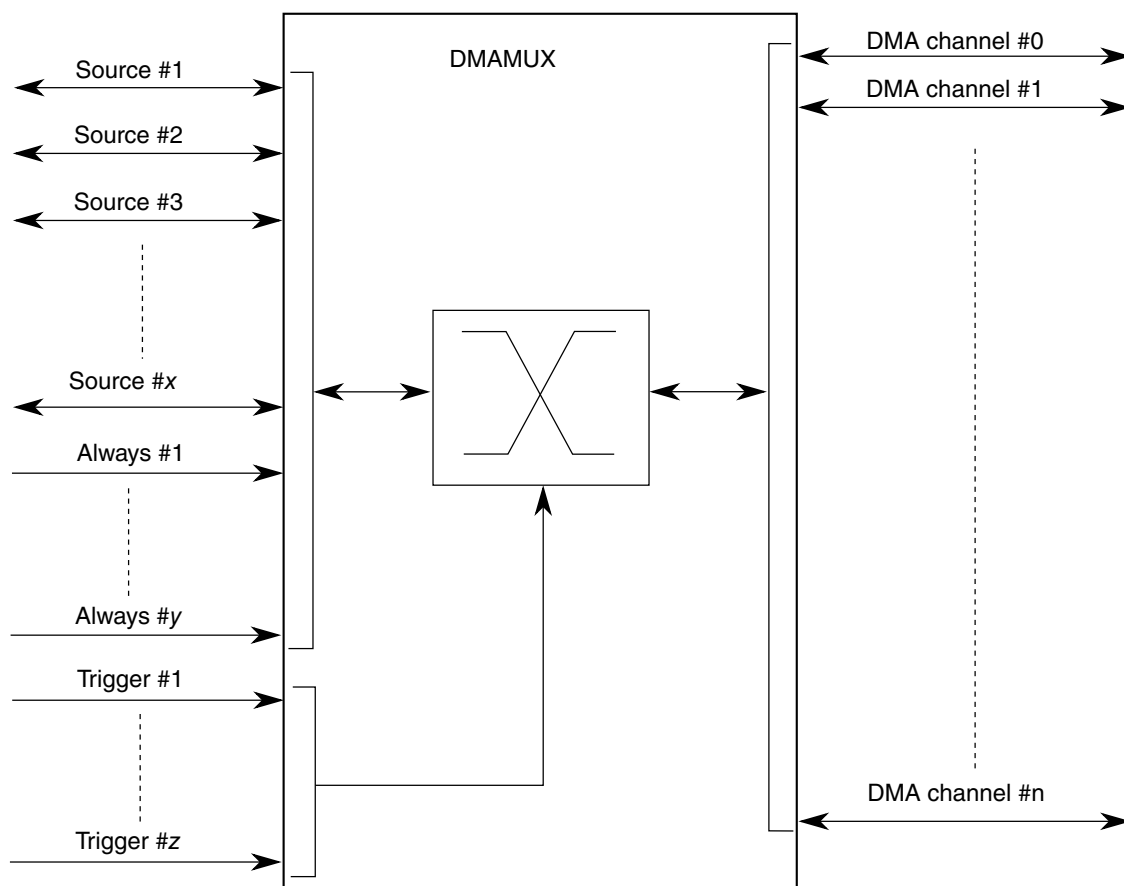 DMAMUX
Source #1
Source #2
Source #3
Source #x
Always #1
Always #y
Trigger #1
Trigger #z
DMA channel #0
DMA channel #1
DMA channel #n